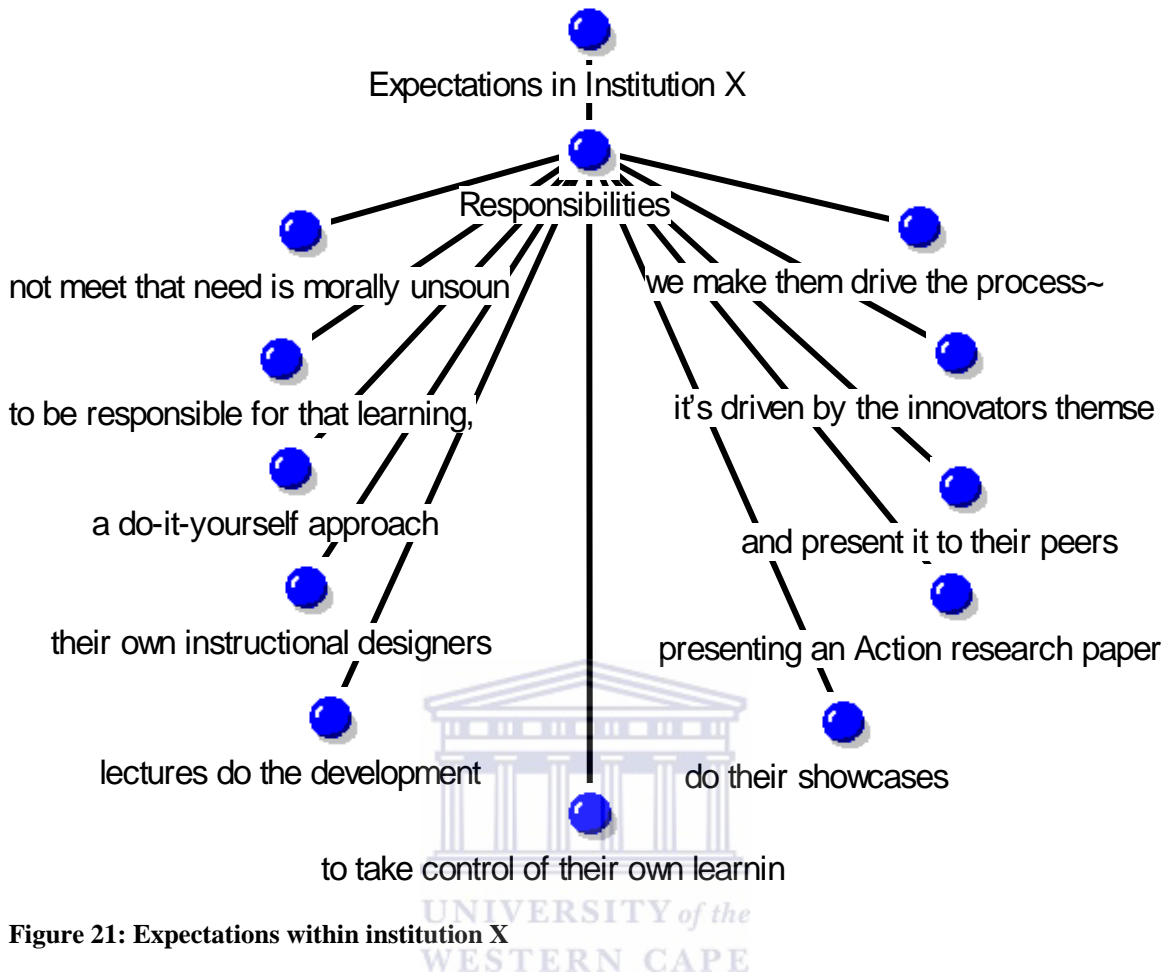 Expectations in Institution X
Responsibilities
not meet that need is morally unsoun
we make them drive the process~
to be responsible for that learning,
it's driven by the innovators themse
a do-it-yourself approach
and present it to their peers
their own instructional designers
presenting an Action research paper
lectures do the development
do their showcases
to take control of their own learnin
UNIVERSITY of the
Figure 21: Expectations within institution X
WESTERN CAPE